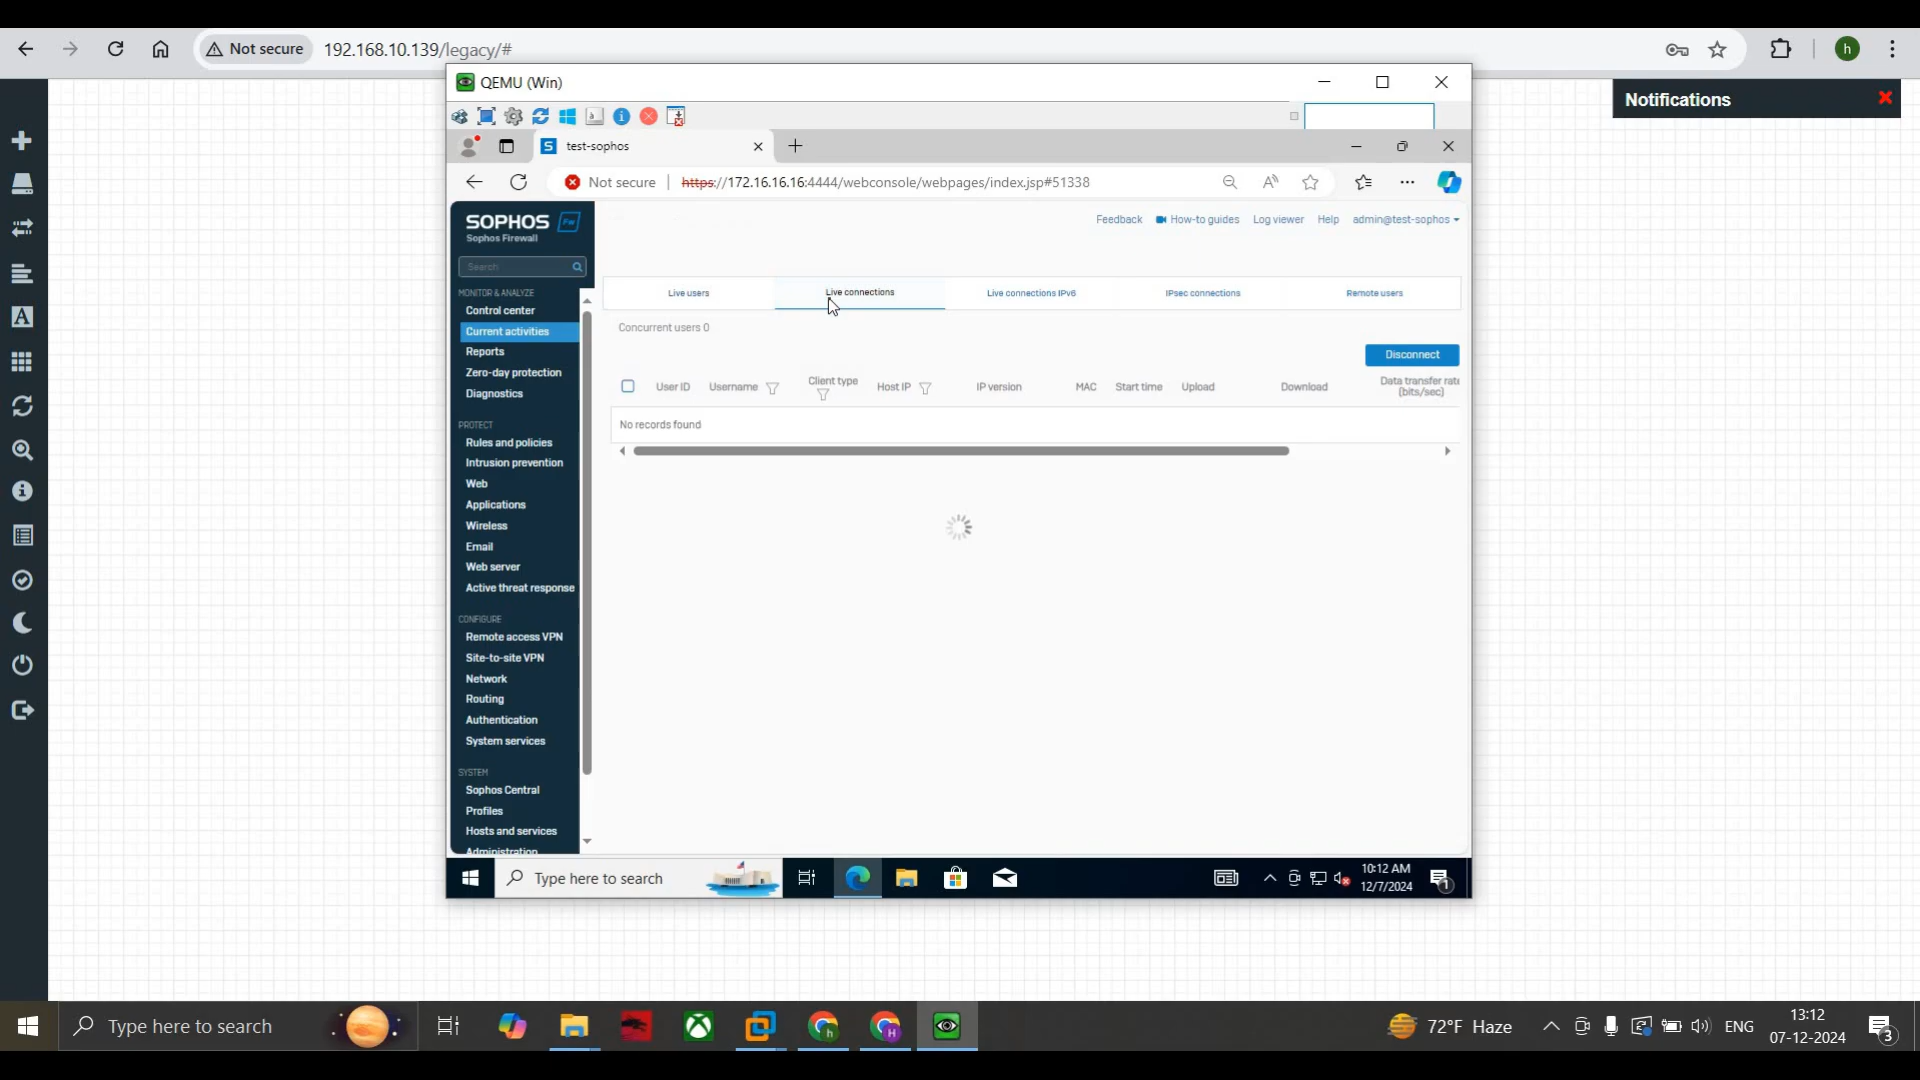 Not secure
192.168.10.139/legacy/#
h
QEMU (Win)
Notifications
test-sophos
Not secure
https://172.16.16.16:4444/webconsole/webpages/index.jsp#51338
SOPHOS FW
Sophos Firewall
Feedback How-to guides Log viewer Help admin@test-sophos
Search
Live users Live connections Live connections IPv6 IPsec connections Remote users
Concurrent users 0
Disconnect
User ID Username Client type Host IP IP version MAC Start time Upload Download Data transfer rate (bits/sec)
No records found
MONITOR & ANALYZE
Control center
Current activities
Reports
Zero-day protection
Diagnostics
PROTECT
Rules and policies
Intrusion prevention
Web
Applications
Wireless
Email
Web server
Active threat response
CONFIGURE
Remote access VPN
Site-to-site VPN
Network
Routing
Authentication
System services
SYSTEM
Sophos Central
Profiles
Hosts and services
Administration
Type here to search
10:12 AM
12/7/2024
1
Type here to search
h
H
72°F Haze
ENG
13:12
07-12-2024
3